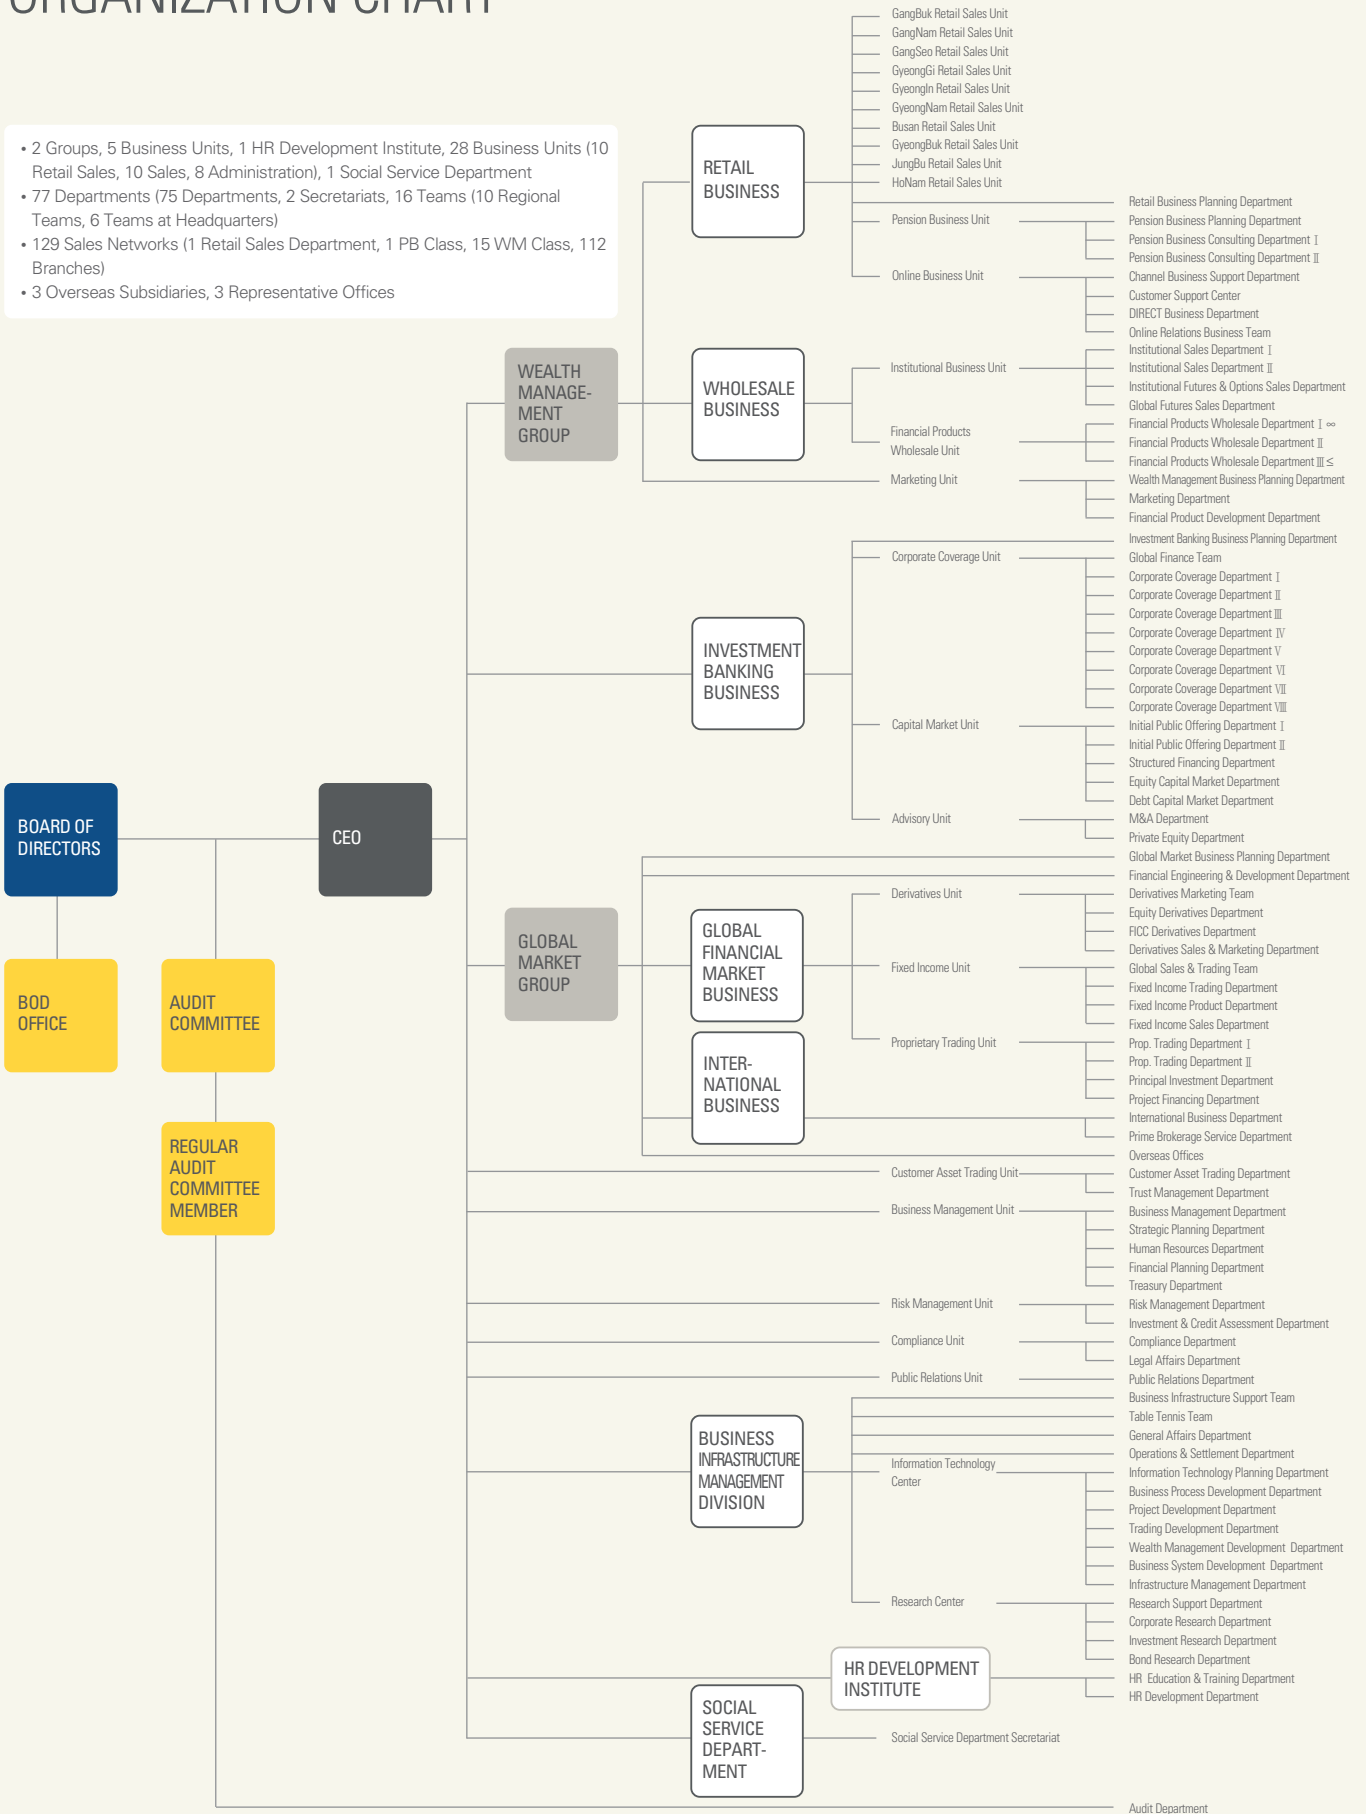 ORGANIZATION CHART
• 2 Groups, 5 Business Units, 1 HR Development Institute, 28 Business Units (10
Retail Sales, 10 Sales, 8 Administration), 1 Social Service Department
• 77 Departments (75 Departments, 2 Secretariats, 16 Teams (10 Regional
Teams, 6 Teams at Headquarters)
• 129 Sales Networks (1 Retail Sales Department, 1 PB Class, 15 WM Class, 112
Branches)
• 3 Overseas Subsidiaries, 3 Representative Offices
BOARD OF
DIRECTORS
BOD
OFFICE
AUDIT
COMMITTEE
REGULAR
AUDIT
COMMITTEE
MEMBER
CEO
WEALTH
MANAGE-
MENT
GROUP
RETAIL
BUSINESS
GangBuk Retail Sales Unit
GangNam Retail Sales Unit
GangSeo Retail Sales Unit
GyeongGi Retail Sales Unit
GyeongIn Retail Sales Unit
GyeongNam Retail Sales Unit
Busan Retail Sales Unit
GyeongBuk Retail Sales Unit
JungBu Retail Sales Unit
HoNam Retail Sales Unit
Retail Business Planning Department
Pension Business Unit
Pension Business Planning Department
Pension Business Consulting Department Ⅰ
Pension Business Consulting Department Ⅱ
Online Business Unit
Channel Business Support Department
Customer Support Center
DIRECT Business Department
Online Relations Business Team
WHOLESALE
BUSINESS
Institutional Business Unit
Institutional Sales Department Ⅰ
Institutional Sales Department Ⅱ
Institutional Futures & Options Sales Department
Global Futures Sales Department
Financial Products
Wholesale Unit
Financial Products Wholesale Department Ⅰ ∞
Financial Products Wholesale Department Ⅱ
Financial Products Wholesale Department Ⅲ ≤
Marketing Unit
Wealth Management Business Planning Department
Marketing Department
Financial Product Development Department
INVESTMENT
BANKING
BUSINESS
Investment Banking Business Planning Department
Corporate Coverage Unit
Global Finance Team
Corporate Coverage Department Ⅰ
Corporate Coverage Department Ⅱ
Corporate Coverage Department Ⅲ
Corporate Coverage Department Ⅳ
Corporate Coverage Department Ⅴ
Corporate Coverage Department Ⅵ
Corporate Coverage Department Ⅶ
Corporate Coverage Department Ⅷ
Capital Market Unit
Initial Public Offering Department Ⅰ
Initial Public Offering Department Ⅱ
Structured Financing Department
Equity Capital Market Department
Debt Capital Market Department
Advisory Unit
M&A Department
Private Equity Department
GLOBAL
MARKET
GROUP
Global Market Business Planning Department
Financial Engineering & Development Department
GLOBAL
FINANCIAL
MARKET
BUSINESS
Derivatives Unit
Derivatives Marketing Team
Equity Derivatives Department
FICC Derivatives Department
Derivatives Sales & Marketing Department
Fixed Income Unit
Global Sales & Trading Team
Fixed Income Trading Department
Fixed Income Product Department
Fixed Income Sales Department
Proprietary Trading Unit
Prop. Trading Department Ⅰ
Prop. Trading Department Ⅱ
Principal Investment Department
Project Financing Department
INTER-
NATIONAL
BUSINESS
International Business Department
Prime Brokerage Service Department
Overseas Offices
Customer Asset Trading Unit
Customer Asset Trading Department
Trust Management Department
Business Management Unit
Business Management Department
Strategic Planning Department
Human Resources Department
Financial Planning Department
Treasury Department
Risk Management Unit
Risk Management Department
Investment & Credit Assessment Department
Compliance Unit
Compliance Department
Legal Affairs Department
Public Relations Unit
Public Relations Department
BUSINESS
INFRASTRUCTURE
MANAGEMENT
DIVISION
Business Infrastructure Support Team
Table Tennis Team
General Affairs Department
Operations & Settlement Department
Information Technology
Center
Information Technology Planning Department
Business Process Development Department
Project Development Department
Trading Development Department
Wealth Management Development Department
Business System Development Department
Infrastructure Management Department
Research Center
Research Support Department
Corporate Research Department
Investment Research Department
Bond Research Department
HR DEVELOPMENT
INSTITUTE
HR Education & Training Department
HR Development Department
SOCIAL
SERVICE
DEPART-
MENT
Social Service Department Secretariat
Audit Department